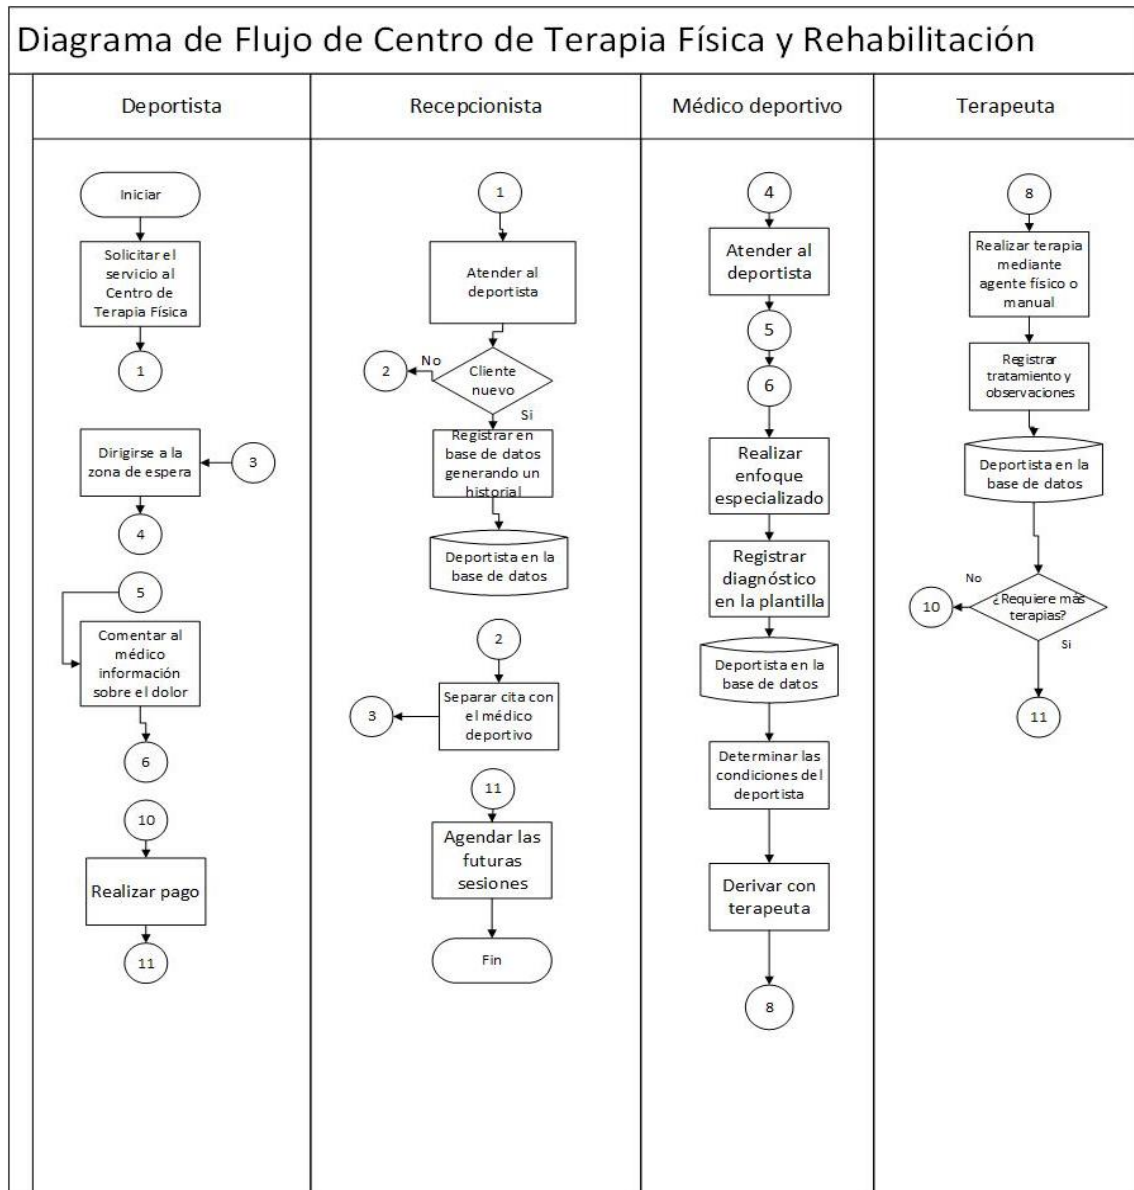 Diagrama de Flujo de Centro de Terapia Física y Rehabilitación
Deportista
Recepcionista
Médico deportivo
Terapeuta
Iniciar
Solicitar el
servicio al
Centro de
Terapia Física
1
Dirigirse a la
zona de espera
3
4
5
Comentar al
médico
información
sobre el dolor
6
10
Realizar pago
11
1
Atender al
deportista
2
No
Cliente
nuevo
Si
Registrar en
base de datos
generando un
historial
Deportista en la
base de datos
2
3
Separar cita con
el médico
deportivo
11
Agendar las
futuras
sesiones
Fin
4
Atender al
deportista
5
6
Realizar
enfoque
especializado
Registrar
diagnóstico
en la plantilla
Deportista en la
base de datos
Determinar las
condiciones del
deportista
Derivar con
terapeuta
8
8
Realizar terapia
mediante
agente físico o
manual
Registrar
tratamiento y
observaciones
Deportista en la
base de datos
No
10
¿Requiere más
terapias?
Si
11